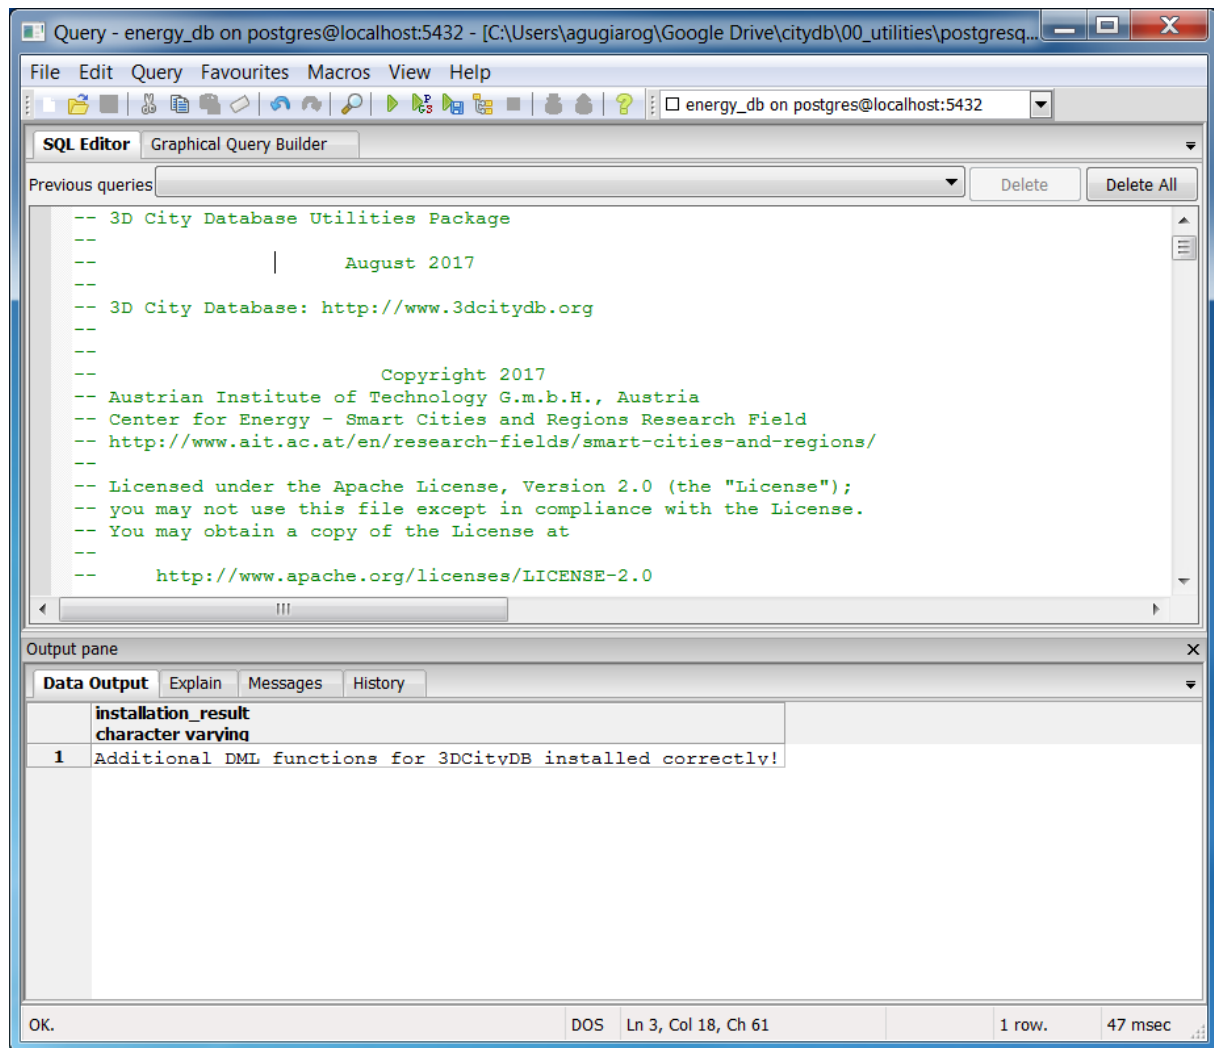 Query - energy_db on postgres@localhost:5432 - [C:\Users\agugiarog\Google Drive\citydb\00_utilities\postgresq...
File Edit Query Favourites Macros View Help
energy_db on postgres@localhost:5432
SQL Editor Graphical Query Builder
Previous queries Delete Delete All
-- 3D City Database Utilities Package
--
-- August 2017
--
-- 3D City Database: http://www.3dcitydb.org
--
--
-- Copyright 2017
-- Austrian Institute of Technology G.m.b.H., Austria
-- Center for Energy - Smart Cities and Regions Research Field
-- http://www.ait.ac.at/en/research-fields/smart-cities-and-regions/
--
-- Licensed under the Apache License, Version 2.0 (the "License");
-- you may not use this file except in compliance with the License.
-- You may obtain a copy of the License at
--
-- http://www.apache.org/licenses/LICENSE-2.0
Output pane
Data Output Explain Messages History
installation_result
character varying
1 Additional DML functions for 3DCityDB installed correctly!
OK. DOS Ln 3, Col 18, Ch 61 1 row. 47 msec